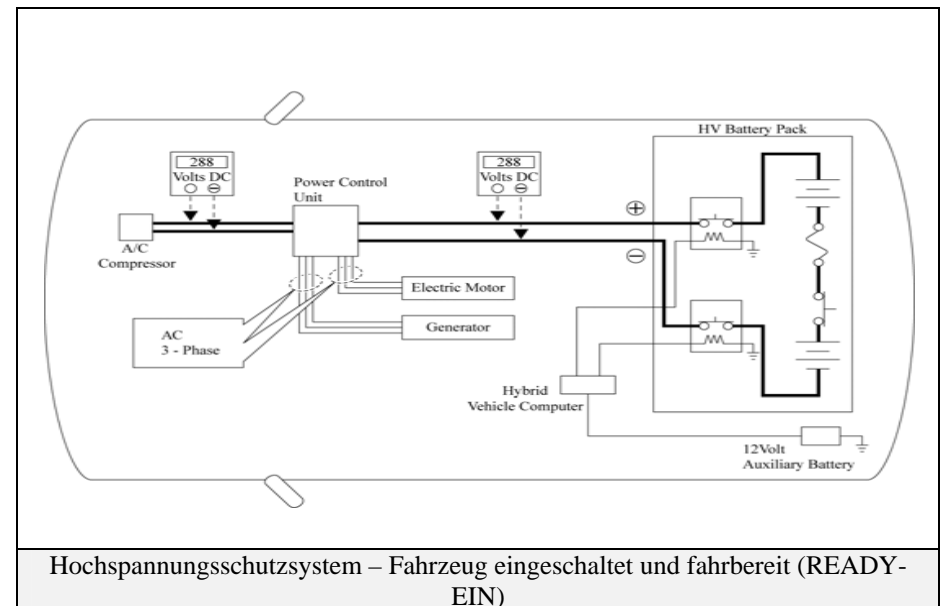 HV Battery Pack
288
Volts DC
288
Volts DC
Power Control
Unit
A/C
Compressor
Electric Motor
Generator
AC
3 - Phase
Hybrid
Vehicle Computer
12Volt
Auxiliary Battery
Hochspannungsschutzsystem – Fahrzeug eingeschaltet und fahrbereit (READY-
EIN)